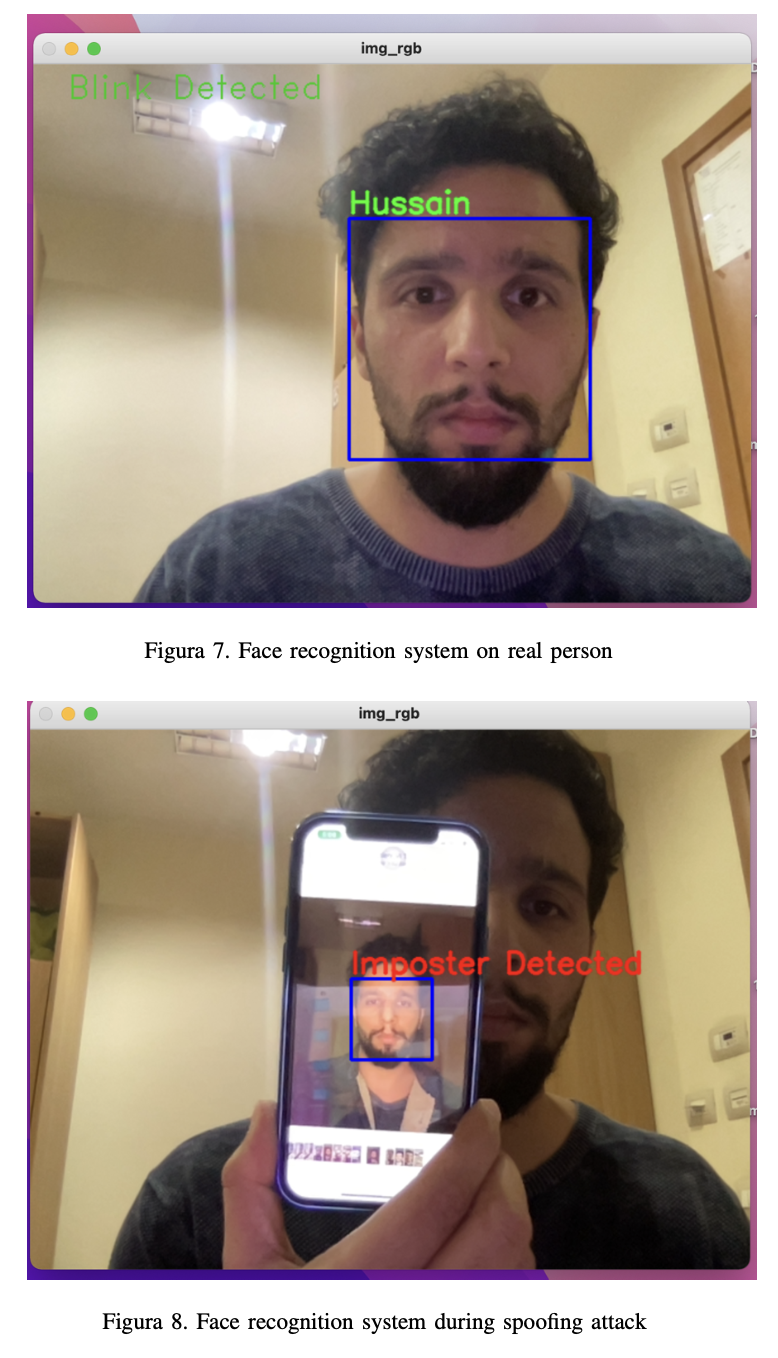 img_rgb
Blink Detected
Hussain
Figura 7. Face recognition system on real person
img_rgb
Imposter Detected
Figura 8. Face recognition system during spoofing attack